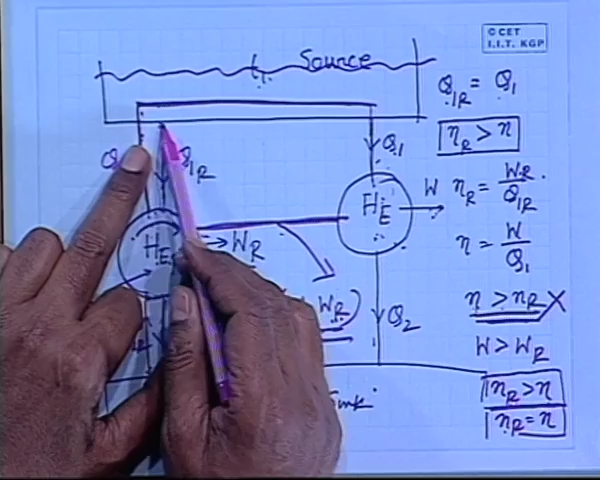 © CET
I.I.T. KGP
Source
t₁
Q₁R = Q₁
ηR > η
Q₁R
Q₁
HE
W
ηR = WR / Q₁R
HE
WR
η = W / Q₁
η > ηR X
WR)
Q₂
W > WR
ηR > η
ηR = η